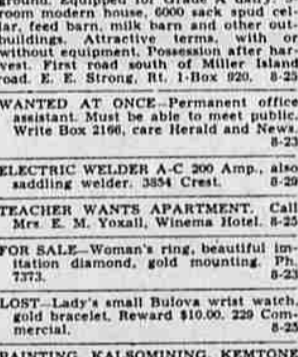 ground. Equipped for Grade A dairy.
room modern house, 6000 sack spud cel-
lar, feed barn, milk barn and other out-
buildings. Attractive terms, with or
without equipment. Possession after har-
vest. First road south of Miller Island
road. E. E. Strong, Rt. 1-Box 920. 8-25
WANTED AT ONCE—Permanent office
assistant. Must be able to meet public.
Write Box 2166, care Herald and News.
8-23
ELECTRIC WELDER A-C 200 Amp., also
saddling welder. 3854 Crest. 8-29
TEACHER WANTS APARTMENT. Call
Mrs. E. M. Yoxall, Winema Hotel. 8-25
FOR SALE—Woman's ring, beautiful im-
itation diamond, gold mounting. Ph.
7373. 8-23
LOST—Lady's small Bulova wrist watch,
gold bracelet. Reward $10.00. 229 Com-
mercial. 8-25
PAINTING, KALSOMINING, KEMTONE